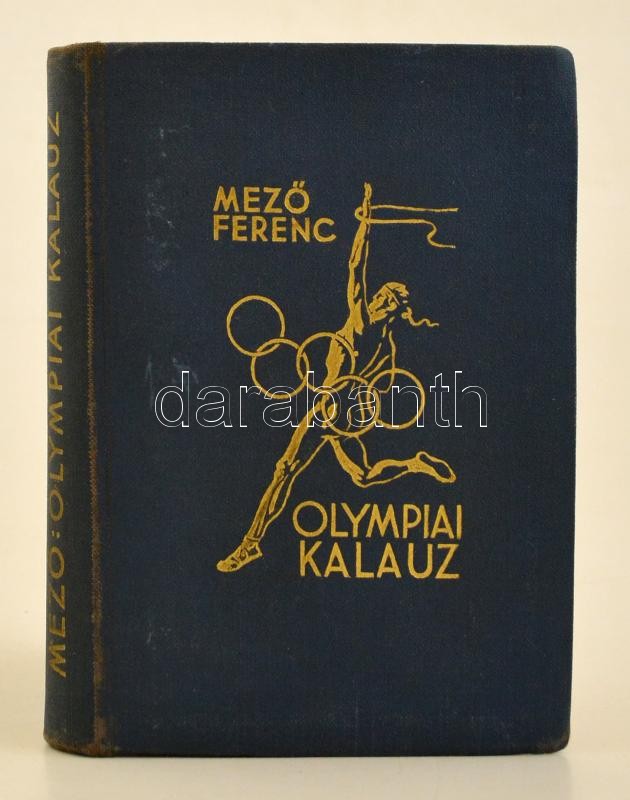 MEZŐ
FERENC
OLYMPIAI
KALAUZ
MEZŐ: OLYMPIAI KALAUZ
darabanth